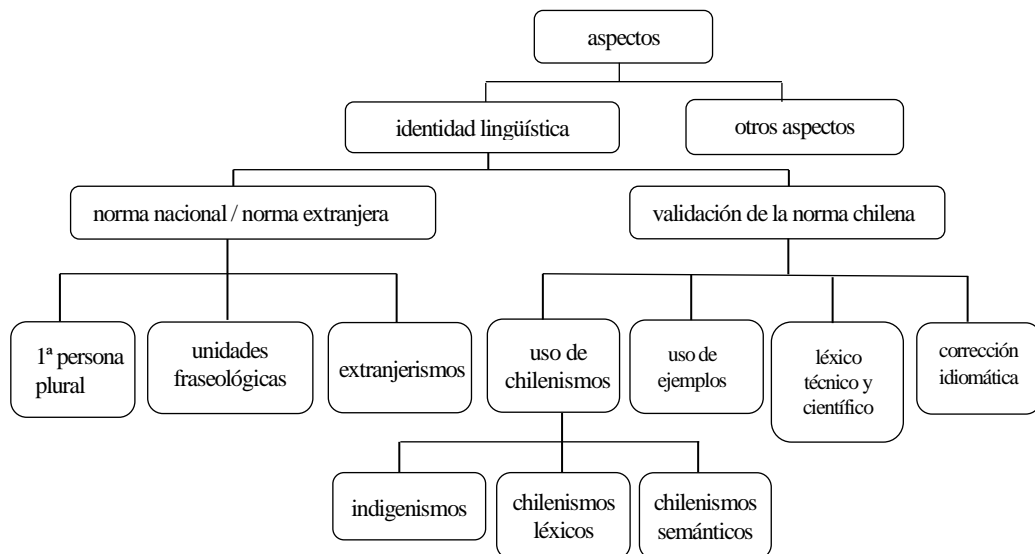 aspectos
identidad lingüística
otros aspectos
norma nacional / norma extranjera
validación de la norma chilena
1ª persona
plural
unidades
fraseológicas
extranjerismos
uso de
chilenismos
uso de
ejemplos
léxico
técnico y
científico
corrección
idiomática
indigenismos
chilenismos
léxicos
chilenismos
semánticos